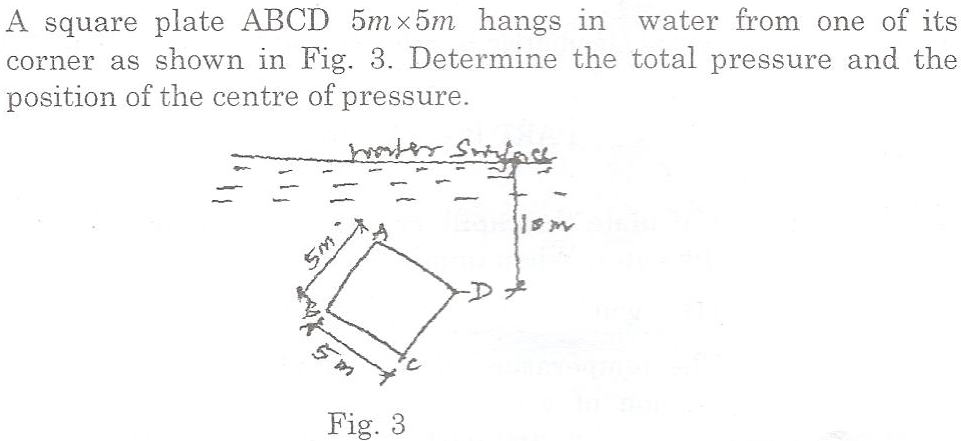 A square plate ABCD 5m×5m hangs in water from one of its
corner as shown in Fig. 3. Determine the total pressure and the
position of the centre of pressure.
water Surface
10m
5m
A
B
D
5m
C
Fig. 3